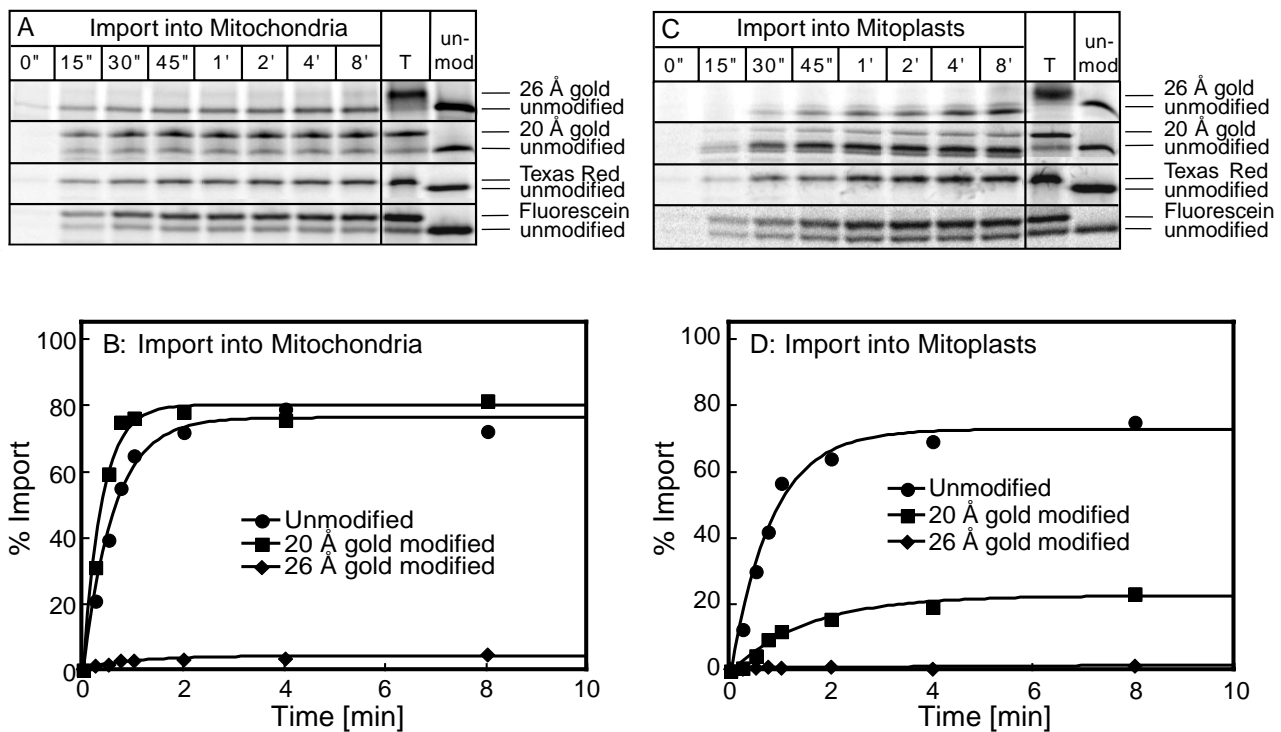 A Import into Mitochondria
0" 15" 30" 45" 1' 2' 4' 8' T un-mod
26 Å gold
unmodified
20 Å gold
unmodified
Texas Red
unmodified
Fluorescein
unmodified
C Import into Mitoplasts
0" 15" 30" 45" 1' 2' 4' 8' T un-mod
26 Å gold
unmodified
20 Å gold
unmodified
Texas Red
unmodified
Fluorescein
unmodified
B: Import into Mitochondria
% Import
100
80
60
40
20
0
Unmodified
20 Å gold modified
26 Å gold modified
0 2 4 6 8 10
Time [min]
D: Import into Mitoplasts
% Import
100
80
60
40
20
0
Unmodified
20 Å gold modified
26 Å gold modified
0 2 4 6 8 10
Time [min]